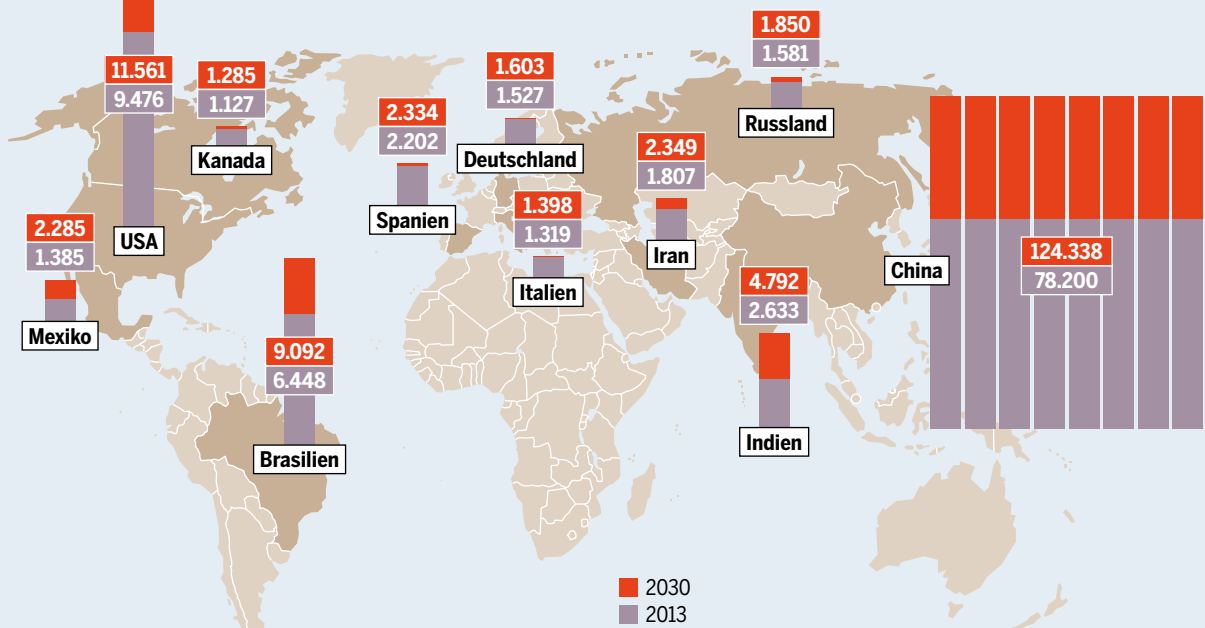 11.561
9.476
USA
1.285
1.127
Kanada
2.285
1.385
Mexiko
9.092
6.448
Brasilien
2.334
2.202
Spanien
1.603
1.527
Deutschland
1.398
1.319
Italien
1.850
1.581
Russland
2.349
1.807
Iran
4.792
2.633
Indien
China
124.338
78.200
2030
2013